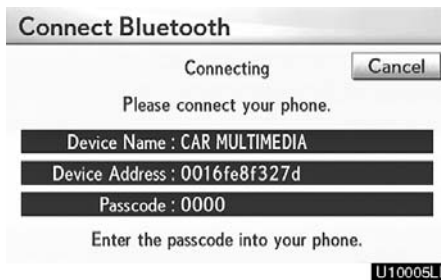 Connect Bluetooth
Connecting Cancel
Please connect your phone.
Device Name : CAR MULTIMEDIA
Device Address : 0016fe8f327d
Passcode : 0000
Enter the passcode into your phone.
U10005L